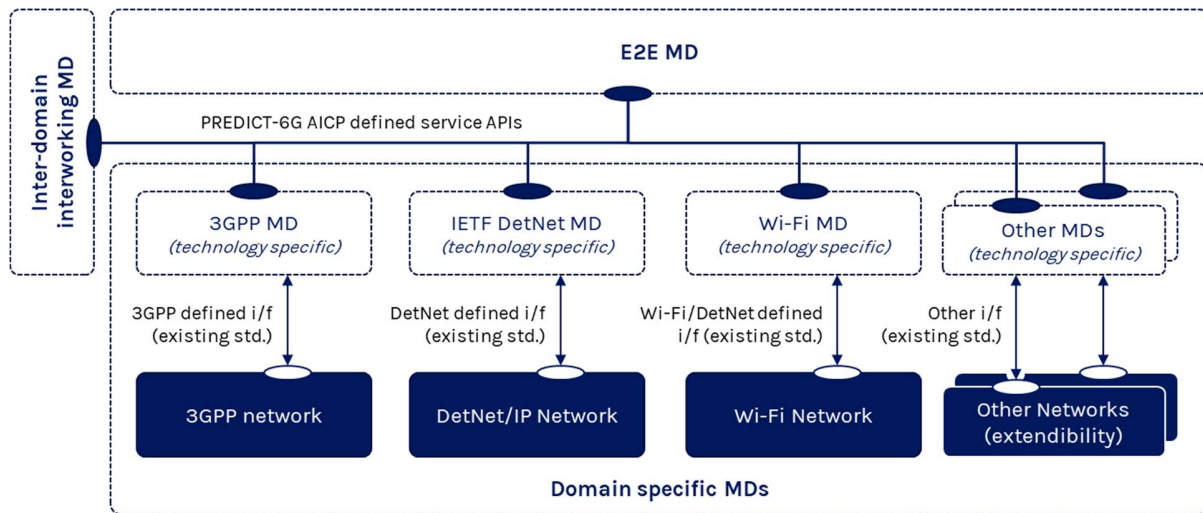 E2E MD
Inter-domain
interworking MD
PREDICT-6G AICP defined service APIs
3GPP MD
(technology specific)
IETF DetNet MD
(technology specific)
Wi-Fi MD
(technology specific)
Other MDs
(technology specific)
3GPP defined i/f
(existing std.)
DetNet defined i/f
(existing std.)
Wi-Fi/DetNet defined
i/f (existing std.)
Other i/f
(existing std.)
3GPP network
DetNet/IP Network
Wi-Fi Network
Other Networks
(extendibility)
Domain specific MDs